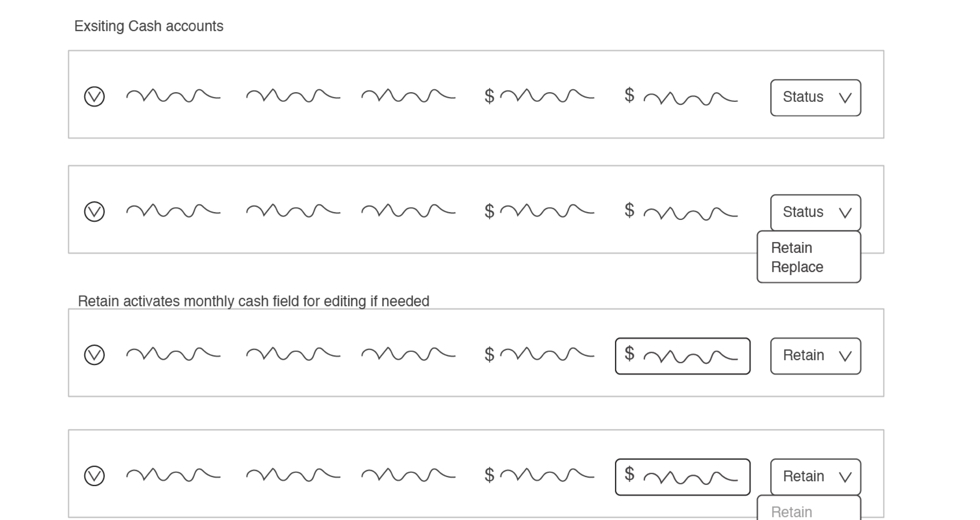 Exsiting Cash accounts
$ $ Status
$ $ Status
Retain
Replace
Retain activates monthly cash field for editing if needed
$ $ Retain
$ $ Retain
Retain